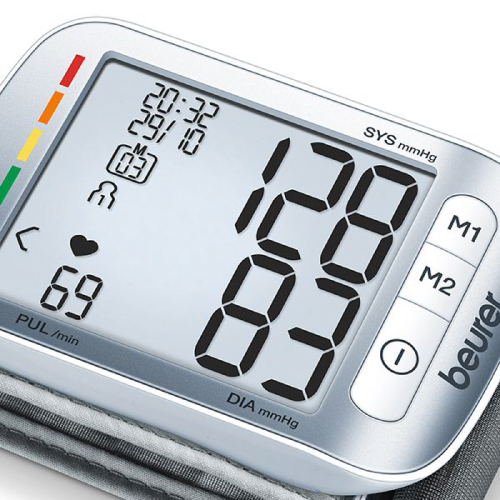 20:32
29/10
M
03
SYS mmHg
128
83
69
PUL/min
DIA mmHg
M1
M2
beurer